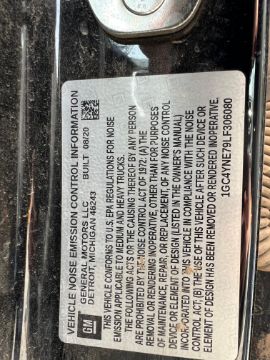 VEHICLE NOISE EMISSION CONTROL INFORMATION
GENERAL MOTORS LLC
DETROIT, MICHIGAN 48243
BUILT 08/20
GM
THIS VEHICLE CONFORMS TO U.S. EPA REGULATIONS FOR NOISE
EMISSION APPLICABLE TO MEDIUM AND HEAVY TRUCKS.
THE FOLLOWING ACTS OR THE CAUSING THEREOF BY ANY PERSON
ARE PROHIBITED BY THE NOISE CONTROL ACT OF 1972: (A) THE
REMOVAL OR RENDERING INOPERATIVE, OTHER THAN FOR PURPOSES
OF MAINTENANCE, REPAIR, OR REPLACEMENT, OF ANY NOISE CONTROL
DEVICE OR ELEMENT OF DESIGN (LISTED IN THE OWNER'S MANUAL)
INCORPORATED INTO THIS VEHICLE IN COMPLIANCE WITH THE NOISE
CONTROL ACT; (B) THE USE OF THIS VEHICLE AFTER SUCH DEVICE OR
ELEMENT OF DESIGN HAS BEEN REMOVED OR RENDERED INOPERATIVE.
1GC4YNE79LF306080